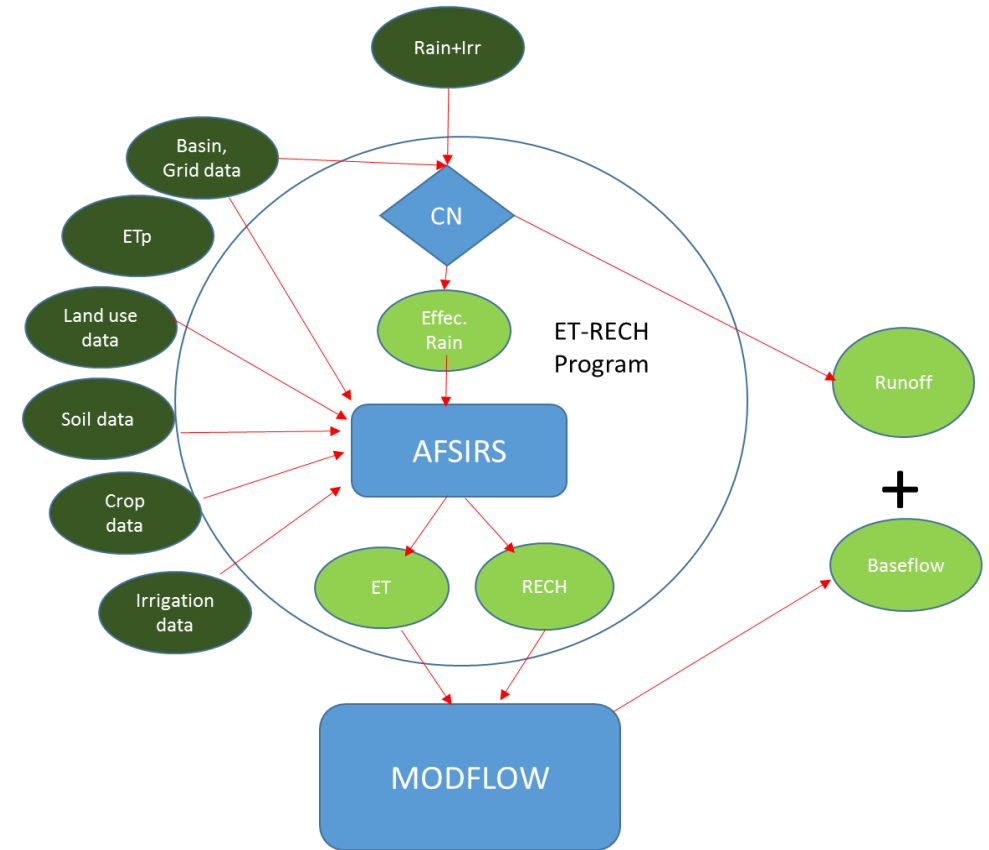 Rain+Irr
Basin,
Grid data
CN
ETp
Land use
data
Effec.
Rain
ET-RECH
Program
Runoff
Soil data
AFSIRS
+
Crop
data
Baseflow
ET
RECH
Irrigation
data
MODFLOW